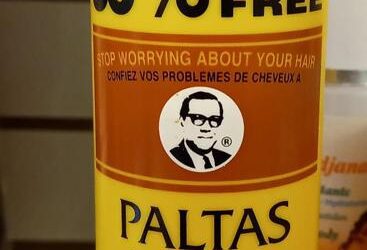 % FREE
STOP WORRYING ABOUT YOUR HAIR
CONFIEZ VOS PROBLEMES DE CHEVEUX A
®
PALTAS